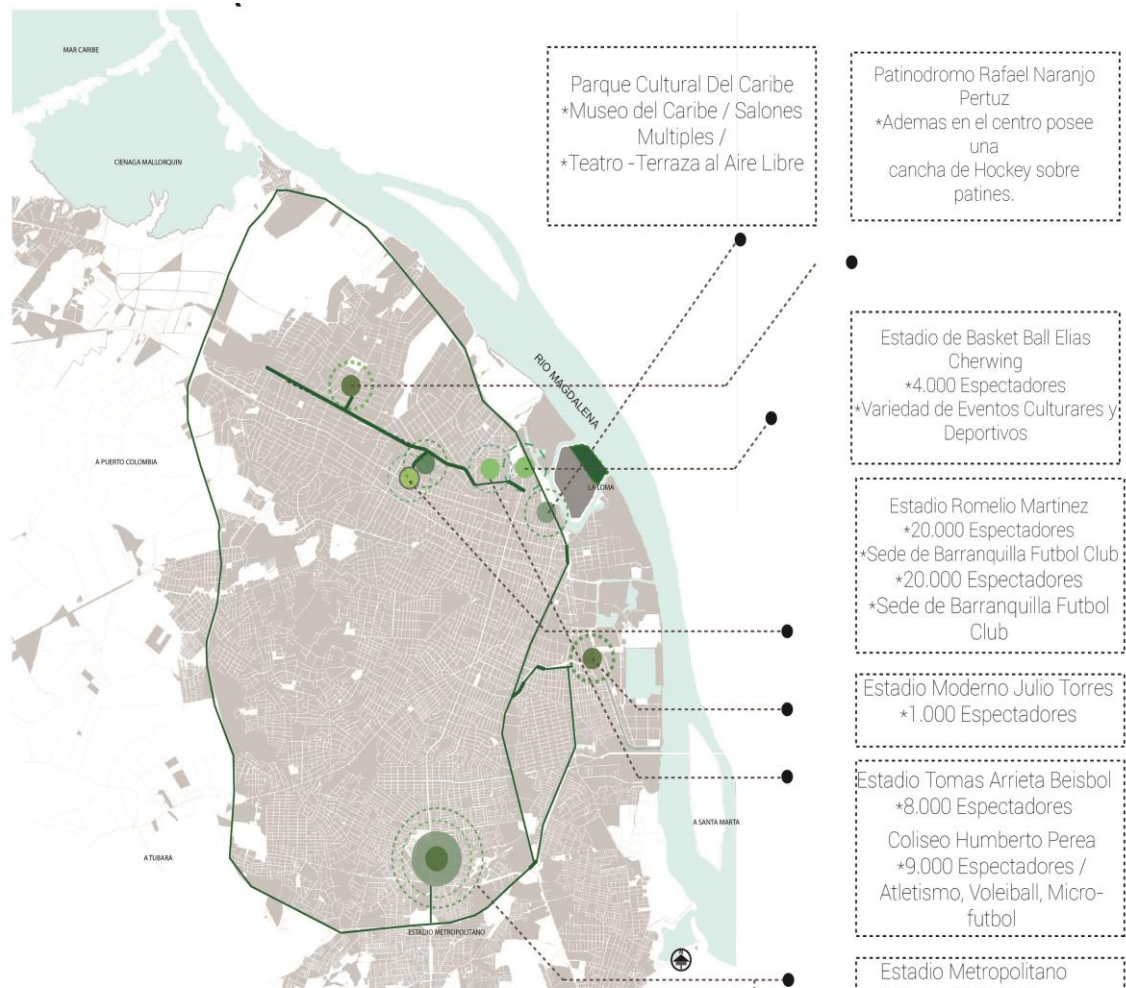 MAR CARIBE
CIENAGA MALLORQUIN
A PUERTO COLOMBIA
RIO MAGDALENA
LA LOMA
A TUBARA
A SANTA MARTA
ESTADIO METROPOLITANO
N
Parque Cultural Del Caribe
*Museo del Caribe / Salones
Multiples /
*Teatro -Terraza al Aire Libre
Patinodromo Rafael Naranjo
Pertuz
*Ademas en el centro posee
una
cancha de Hockey sobre
patines.
Estadio de Basket Ball Elias
Cherwing
*4.000 Espectadores
*Variedad de Eventos Culturares y
Deportivos
Estadio Romelio Martinez
*20.000 Espectadores
*Sede de Barranquilla Futbol Club
*20.000 Espectadores
*Sede de Barranquilla Futbol
Club
Estadio Moderno Julio Torres
*1.000 Espectadores
Estadio Tomas Arrieta Beisbol
*8.000 Espectadores
Coliseo Humberto Perea
*9.000 Espectadores /
Atletismo, Voleiball, Micro-
futbol
Estadio Metropolitano